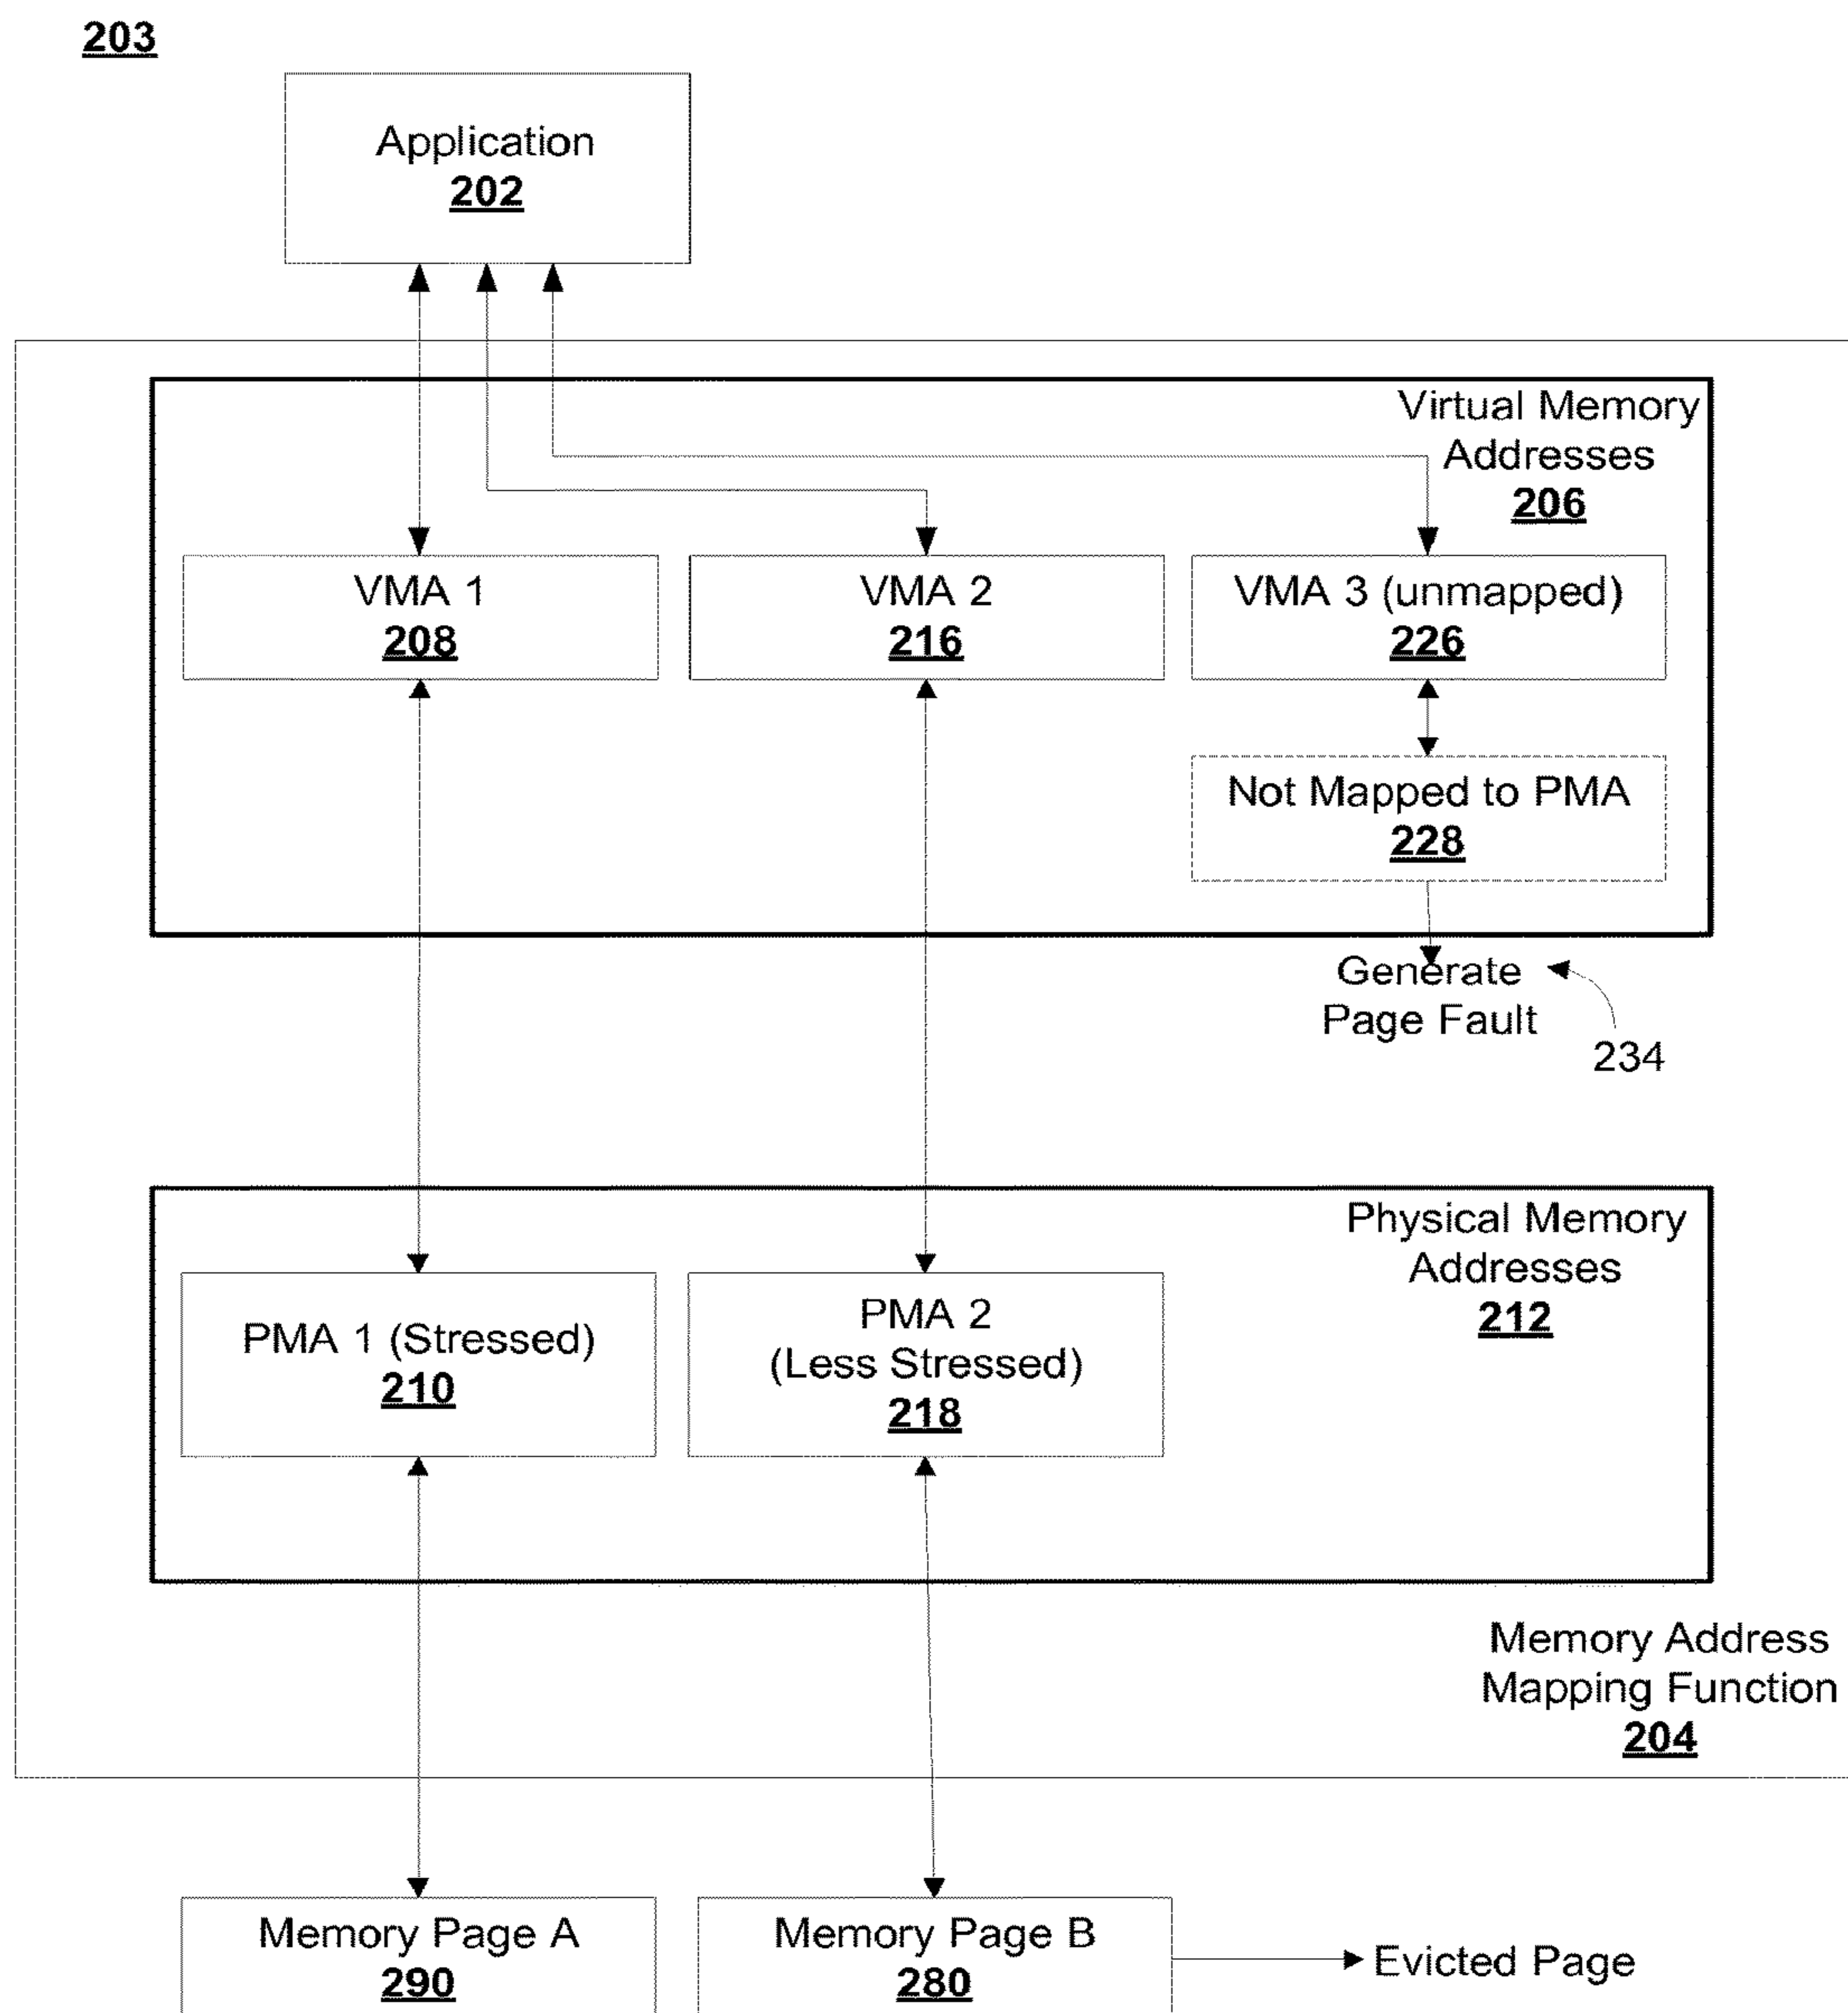 203
Application
202
Virtual Memory
Addresses
206
VMA 1
208
VMA 2
216
VMA 3 (unmapped)
226
Not Mapped to PMA
228
Generate
Page Fault
234
Physical Memory
Addresses
212
PMA 1 (Stressed)
210
PMA 2
(Less Stressed)
218
Memory Address
Mapping Function
204
Memory Page A
290
Memory Page B
280
Evicted Page